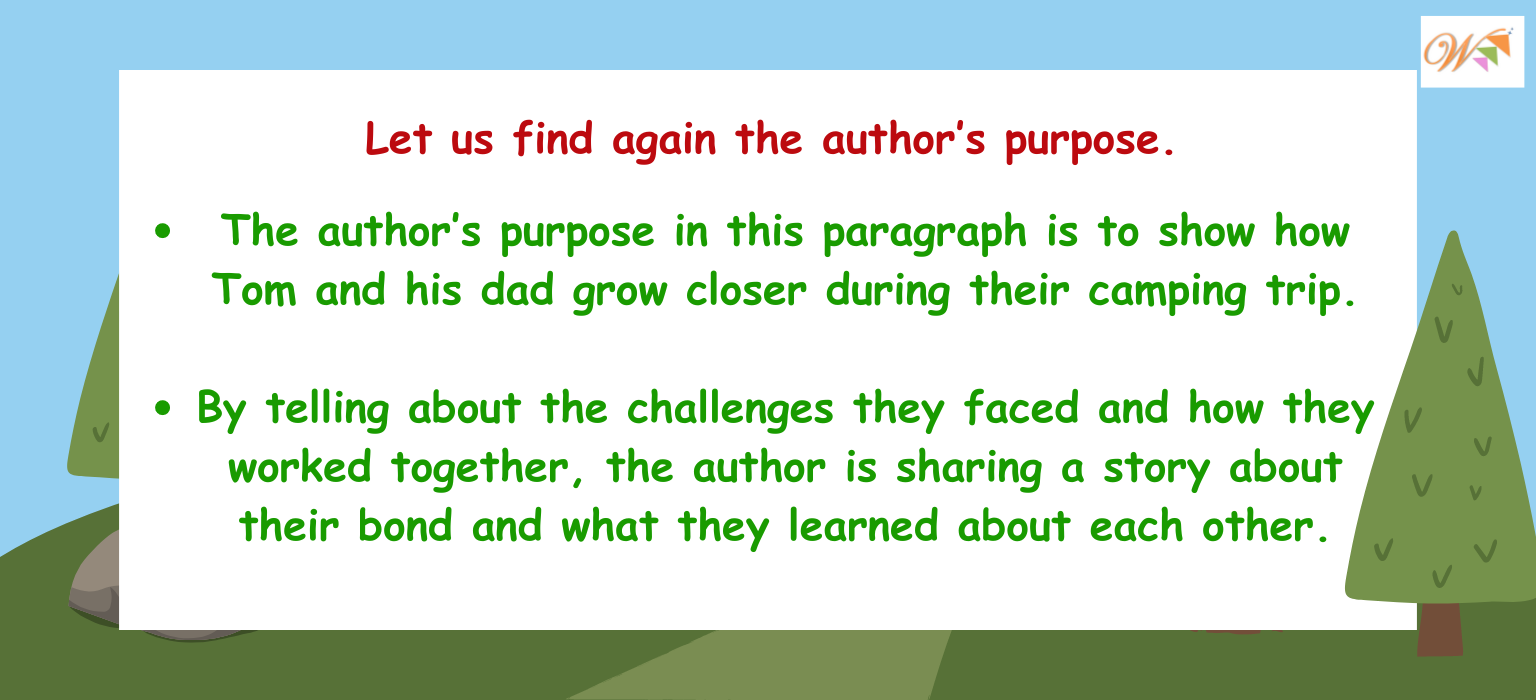 Let us find again the author's purpose.
• The author's purpose in this paragraph is to show how
Tom and his dad grow closer during their camping trip.
• By telling about the challenges they faced and how they
worked together, the author is sharing a story about
their bond and what they learned about each other.
W